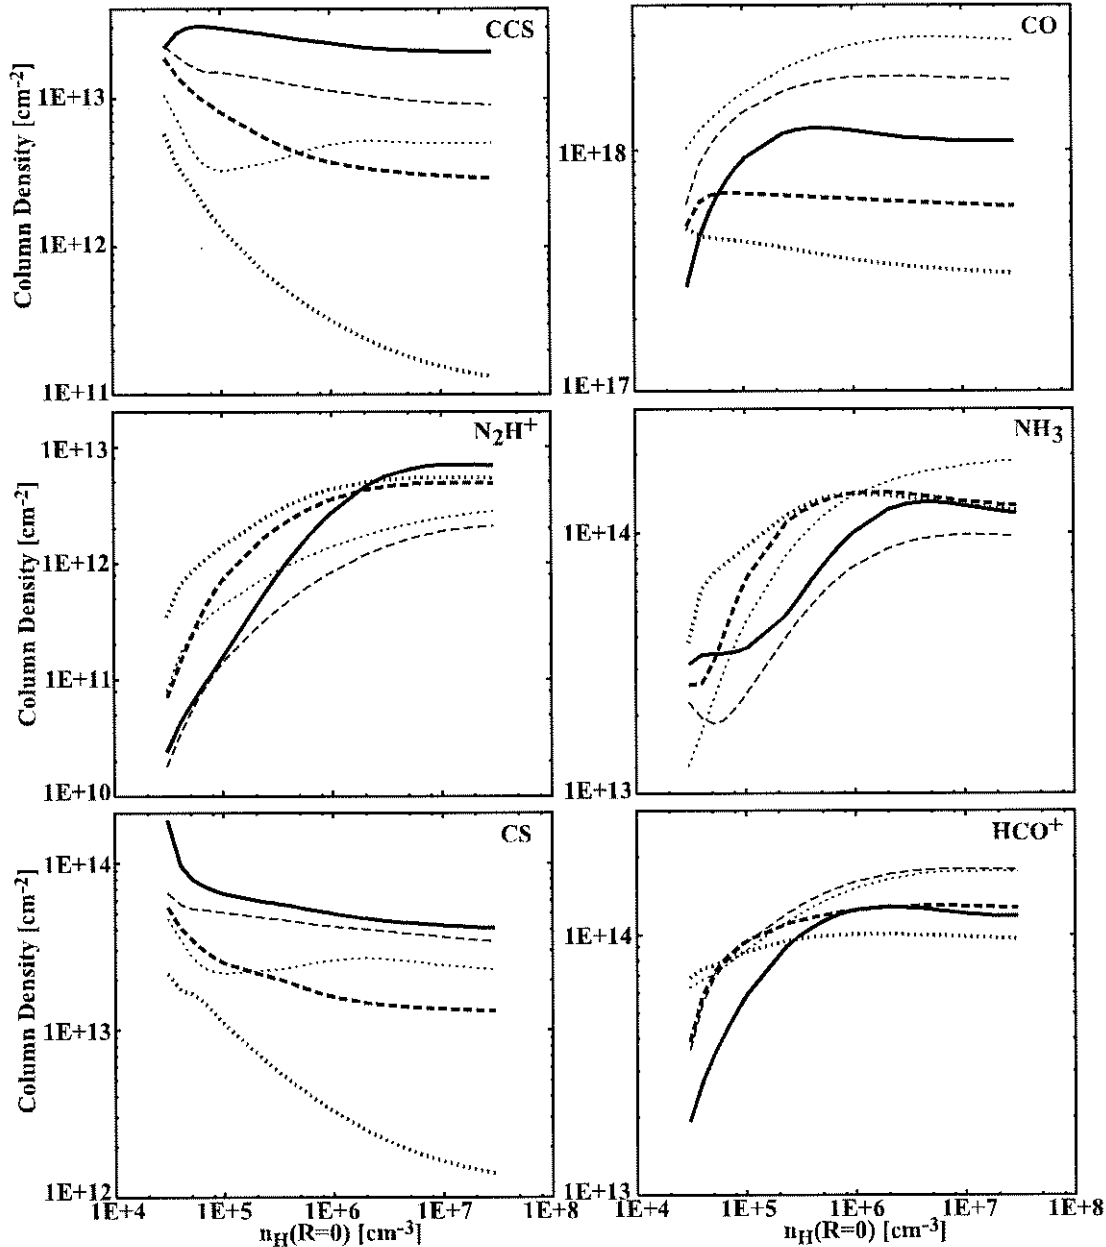 CCS
Column Density [cm-2]
1E+13
1E+12
1E+11
CO
1E+18
1E+17
N2H+
Column Density [cm-2]
1E+13
1E+12
1E+11
1E+10
NH3
1E+14
1E+13
CS
Column Density [cm-2]
1E+14
1E+13
1E+12
1E+4 1E+5 1E+6 1E+7 1E+8
nH(R=0) [cm-3]
HCO+
1E+14
1E+13
1E+4 1E+5 1E+6 1E+7 1E+8
nH(R=0) [cm-3]